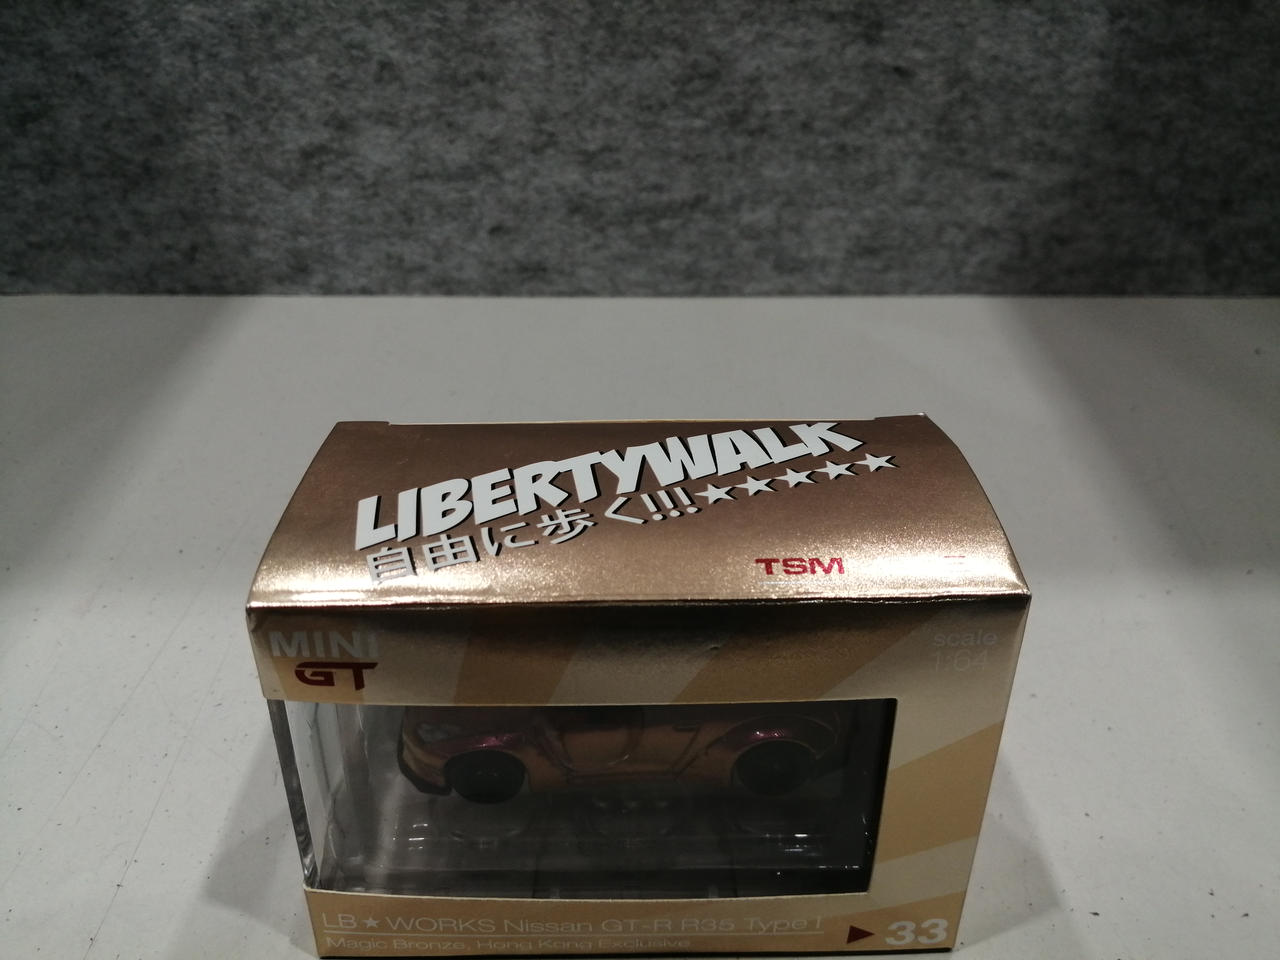 LIBERTYWALK
自由に歩く!!!★★★★★
TSM
MINI
GT
scale
1:64
LB★WORKS Nissan GT-R R35 Type I
Magic Bronze, Hong Kong Exclusive
33